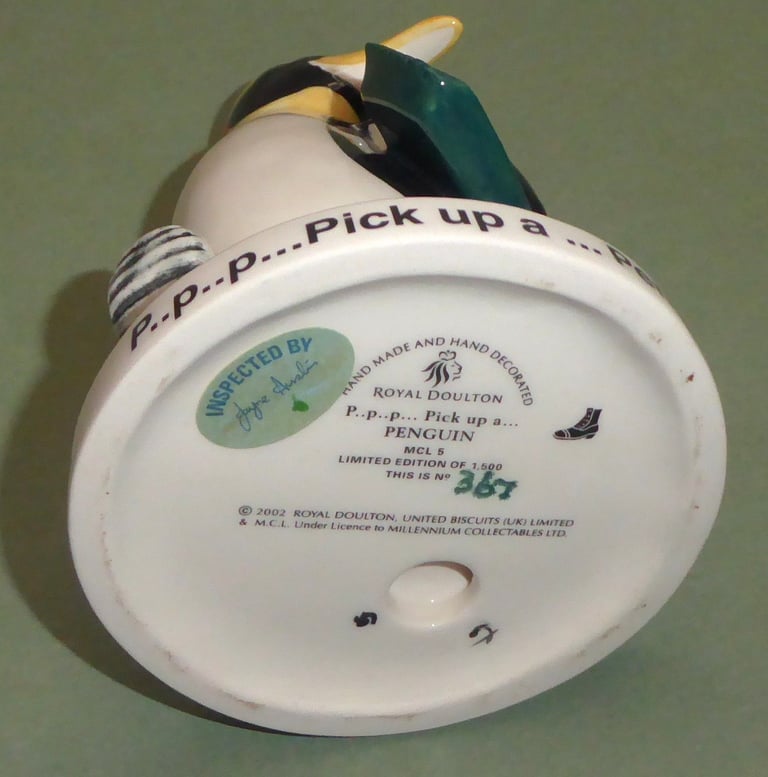 P..p..p...Pick up a ...
INSPECTED BY
HAND MADE AND HAND DECORATED
ROYAL DOULTON
P..p..p... Pick up a...
PENGUIN
MCL 5
LIMITED EDITION OF 1,500
THIS IS Nº 367
© 2002 ROYAL DOULTON, UNITED BISCUITS (UK) LIMITED
& M.C.L. Under Licence to MILLENNIUM COLLECTABLES LTD.